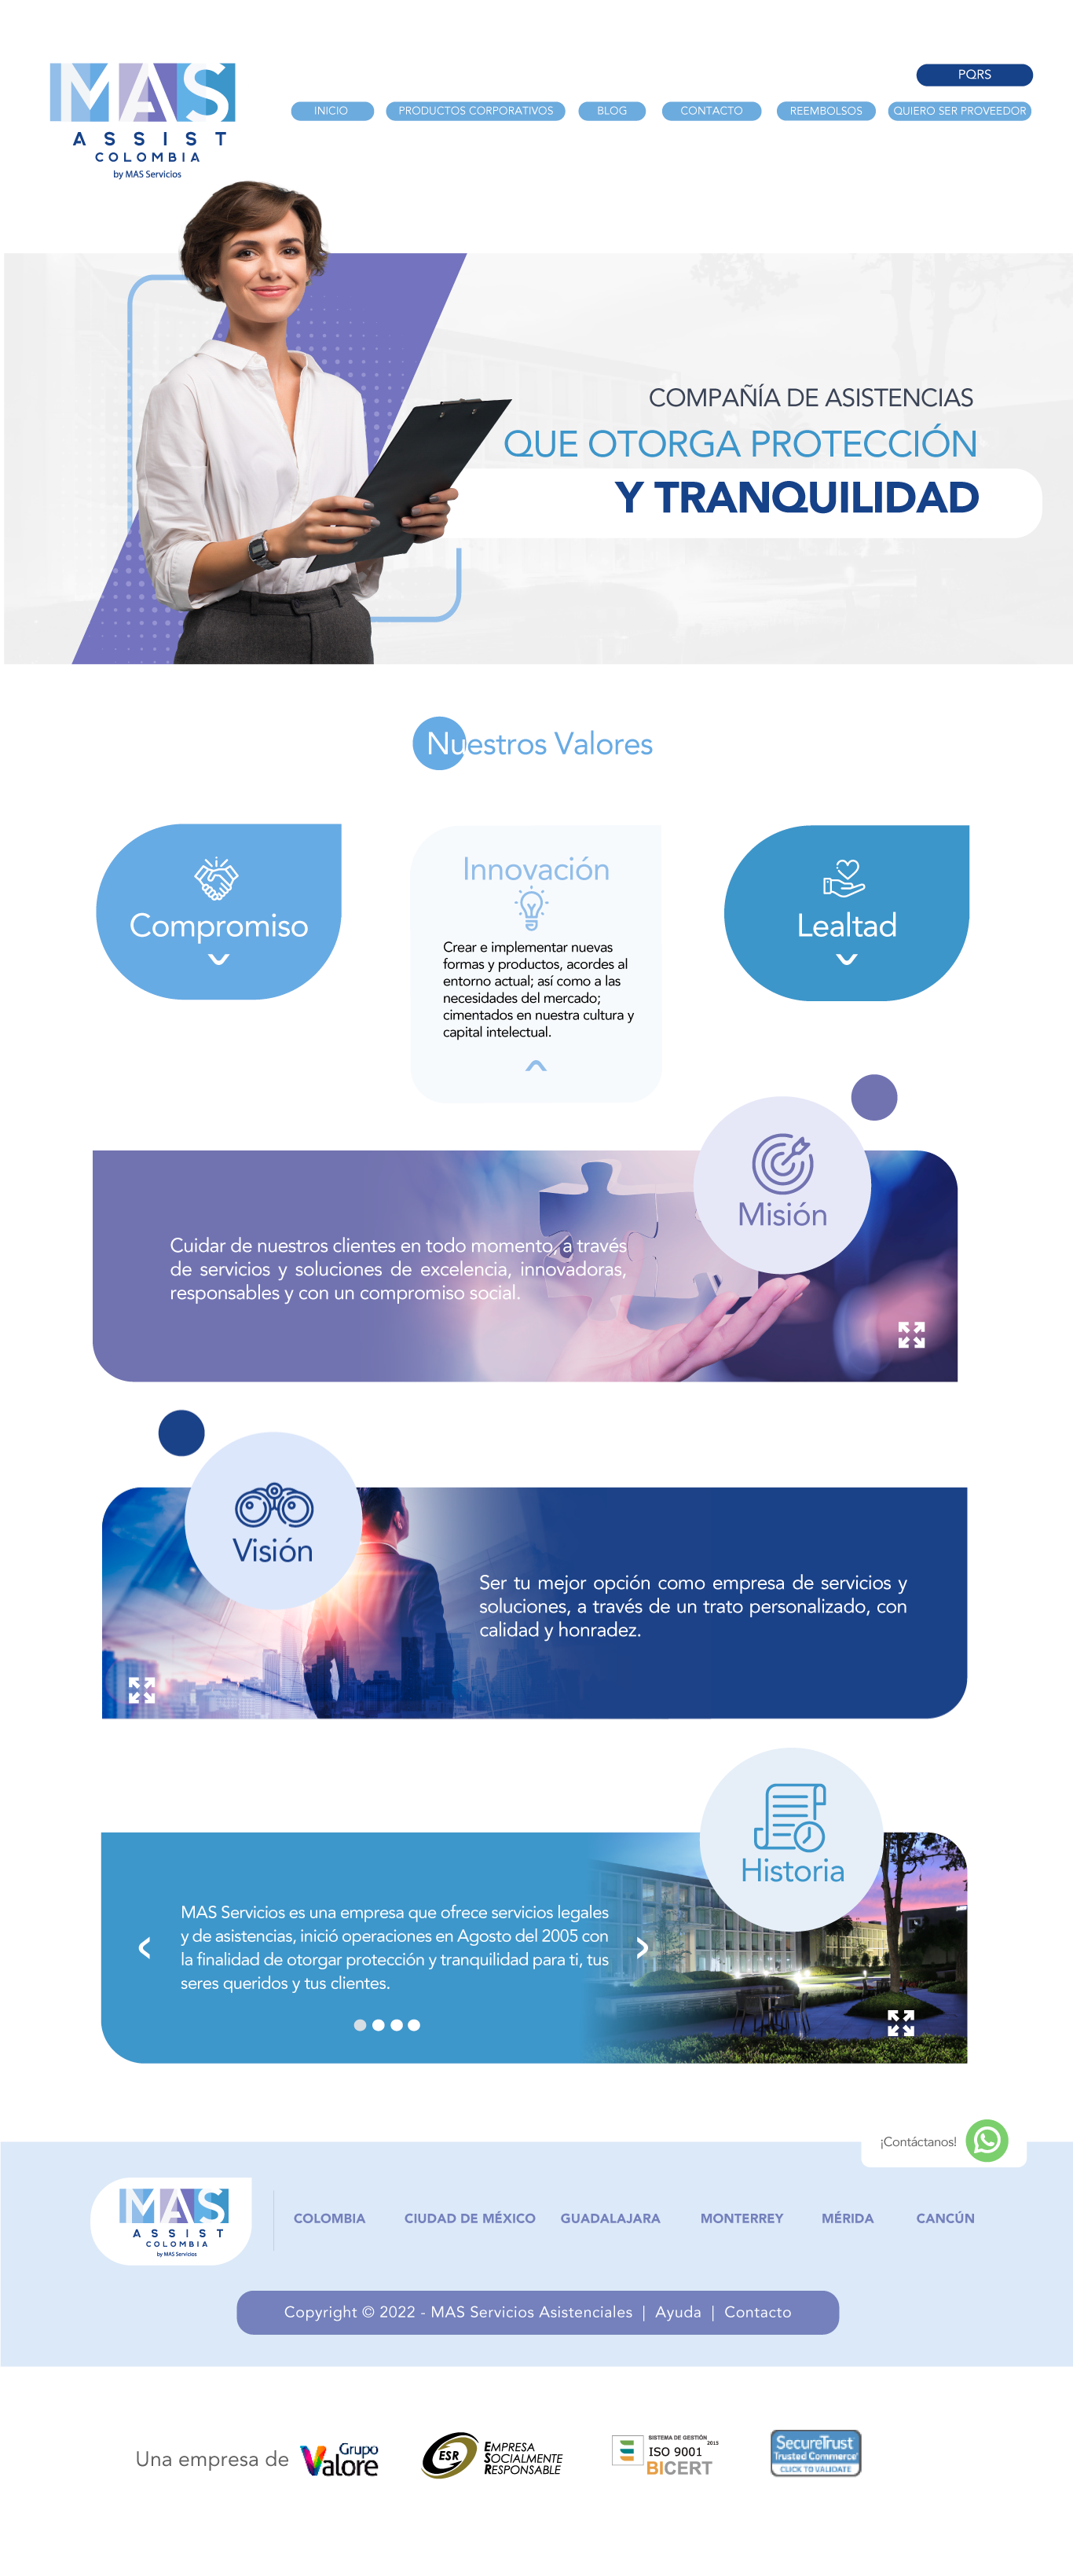 MAS
ASSIST
COLOMBIA
by MAS Servicios
PQRS
INICIO
PRODUCTOS CORPORATIVOS
BLOG
CONTACTO
REEMBOLSOS
QUIERO SER PROVEEDOR
COMPAÑÍA DE ASISTENCIAS
QUE OTORGA PROTECCIÓN
Y TRANQUILIDAD
Nuestros Valores
Compromiso
Innovación
Crear e implementar nuevas
formas y productos, acordes al
entorno actual; así como a las
necesidades del mercado;
cimentados en nuestra cultura y
capital intelectual.
Lealtad
Misión
Cuidar de nuestros clientes en todo momento, a través
de servicios y soluciones de excelencia, innovadoras,
responsables y con un compromiso social.
Visión
Ser tu mejor opción como empresa de servicios y
soluciones, a través de un trato personalizado, con
calidad y honradez.
Historia
MAS Servicios es una empresa que ofrece servicios legales
y de asistencias, inició operaciones en Agosto del 2005 con
la finalidad de otorgar protección y tranquilidad para ti, tus
seres queridos y tus clientes.
¡Contáctanos!
MAS
ASSIST
COLOMBIA
by MAS Servicios
COLOMBIA
CIUDAD DE MÉXICO
GUADALAJARA
MONTERREY
MÉRIDA
CANCÚN
Copyright © 2022 - MAS Servicios Asistenciales | Ayuda | Contacto
Una empresa de
Grupo
Valore
ESR
EMPRESA
SOCIALMENTE
RESPONSABLE
SISTEMA DE GESTIÓN
2015
ISO 9001
BICERT
SecureTrust
Trusted Commerce
CLICK TO VALIDATE